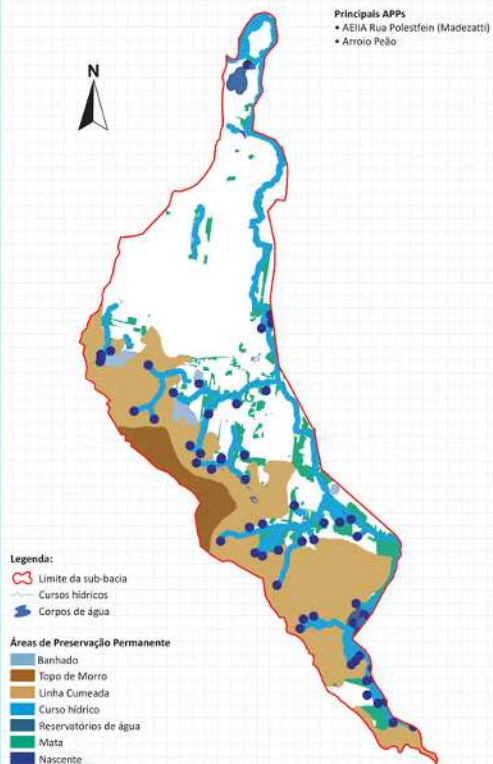 Principais APPs
• AEIIA Rua Polestfein (Madezatti)
• Arroio Peão
N
Legenda:
Limite da sub-bacia
Cursos hídricos
Corpos de água
Áreas de Preservação Permanente
Banhado
Topo de Morro
Linha Cumeada
Curso hídrico
Reservatórios de água
Mata
Nascente